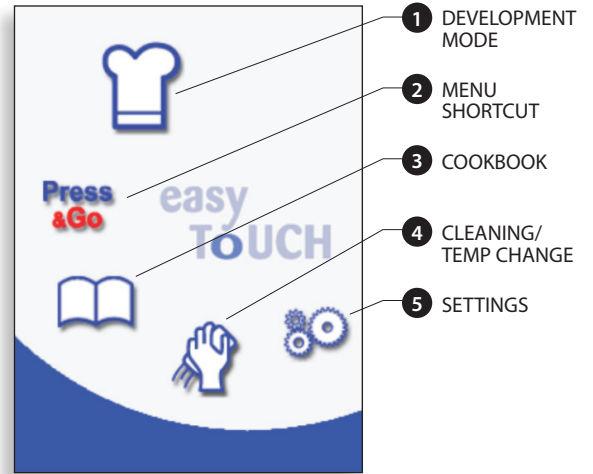 1 DEVELOPMENT
MODE
2 MENU
SHORTCUT
3 COOKBOOK
4 CLEANING/
TEMP CHANGE
5 SETTINGS
Press
&Go
easy
ToUCH